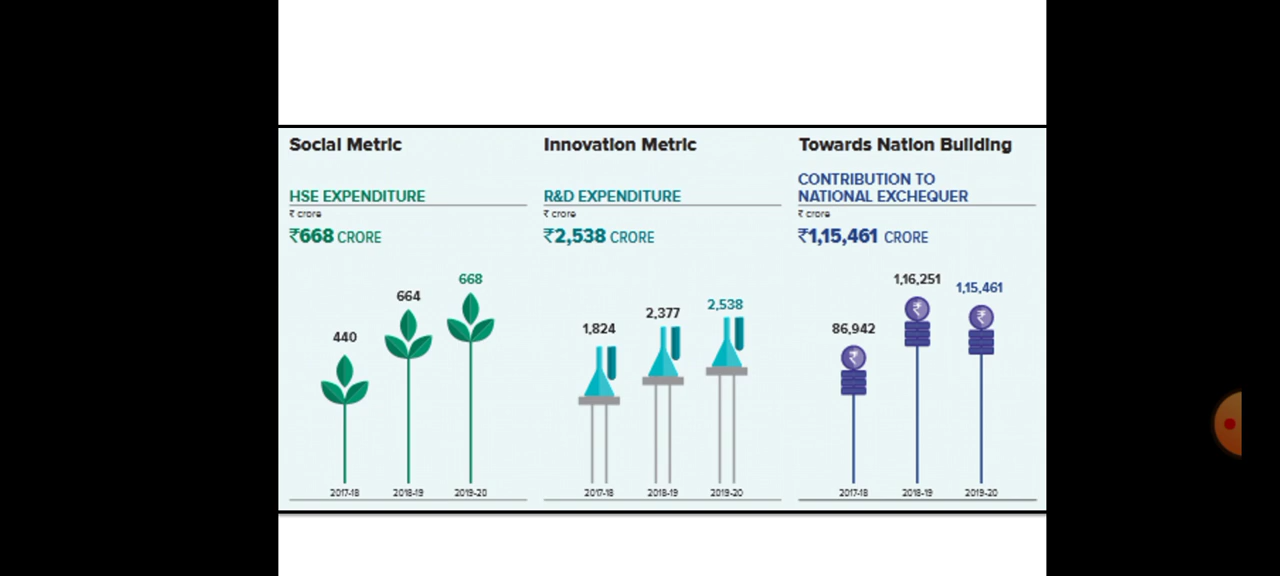 Social Metric
HSE EXPENDITURE
₹ crore
₹668 CRORE
440
664
668
2017-18
2018-19
2019-20
Innovation Metric
R&D EXPENDITURE
₹ crore
₹2,538 CRORE
1,824
2,377
2,538
2017-18
2018-19
2019-20
Towards Nation Building
CONTRIBUTION TO
NATIONAL EXCHEQUER
₹ crore
₹1,15,461 CRORE
86,942
1,16,251
1,15,461
₹
₹
₹
2017-18
2018-19
2019-20